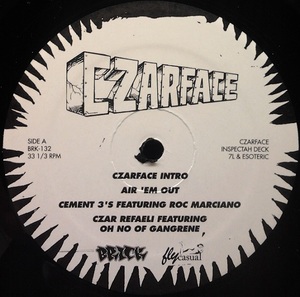 CZARFACE
SIDE A
BRK-132
33 1/3 RPM
CZARFACE
INSPECTAH DECK
7L & ESOTERIC
CZARFACE INTRO
AIR 'EM OUT
CEMENT 3'S FEATURING ROC MARCIANO
CZAR REFAELI FEATURING
OH NO OF GANGRENE
BRICK
fly casual